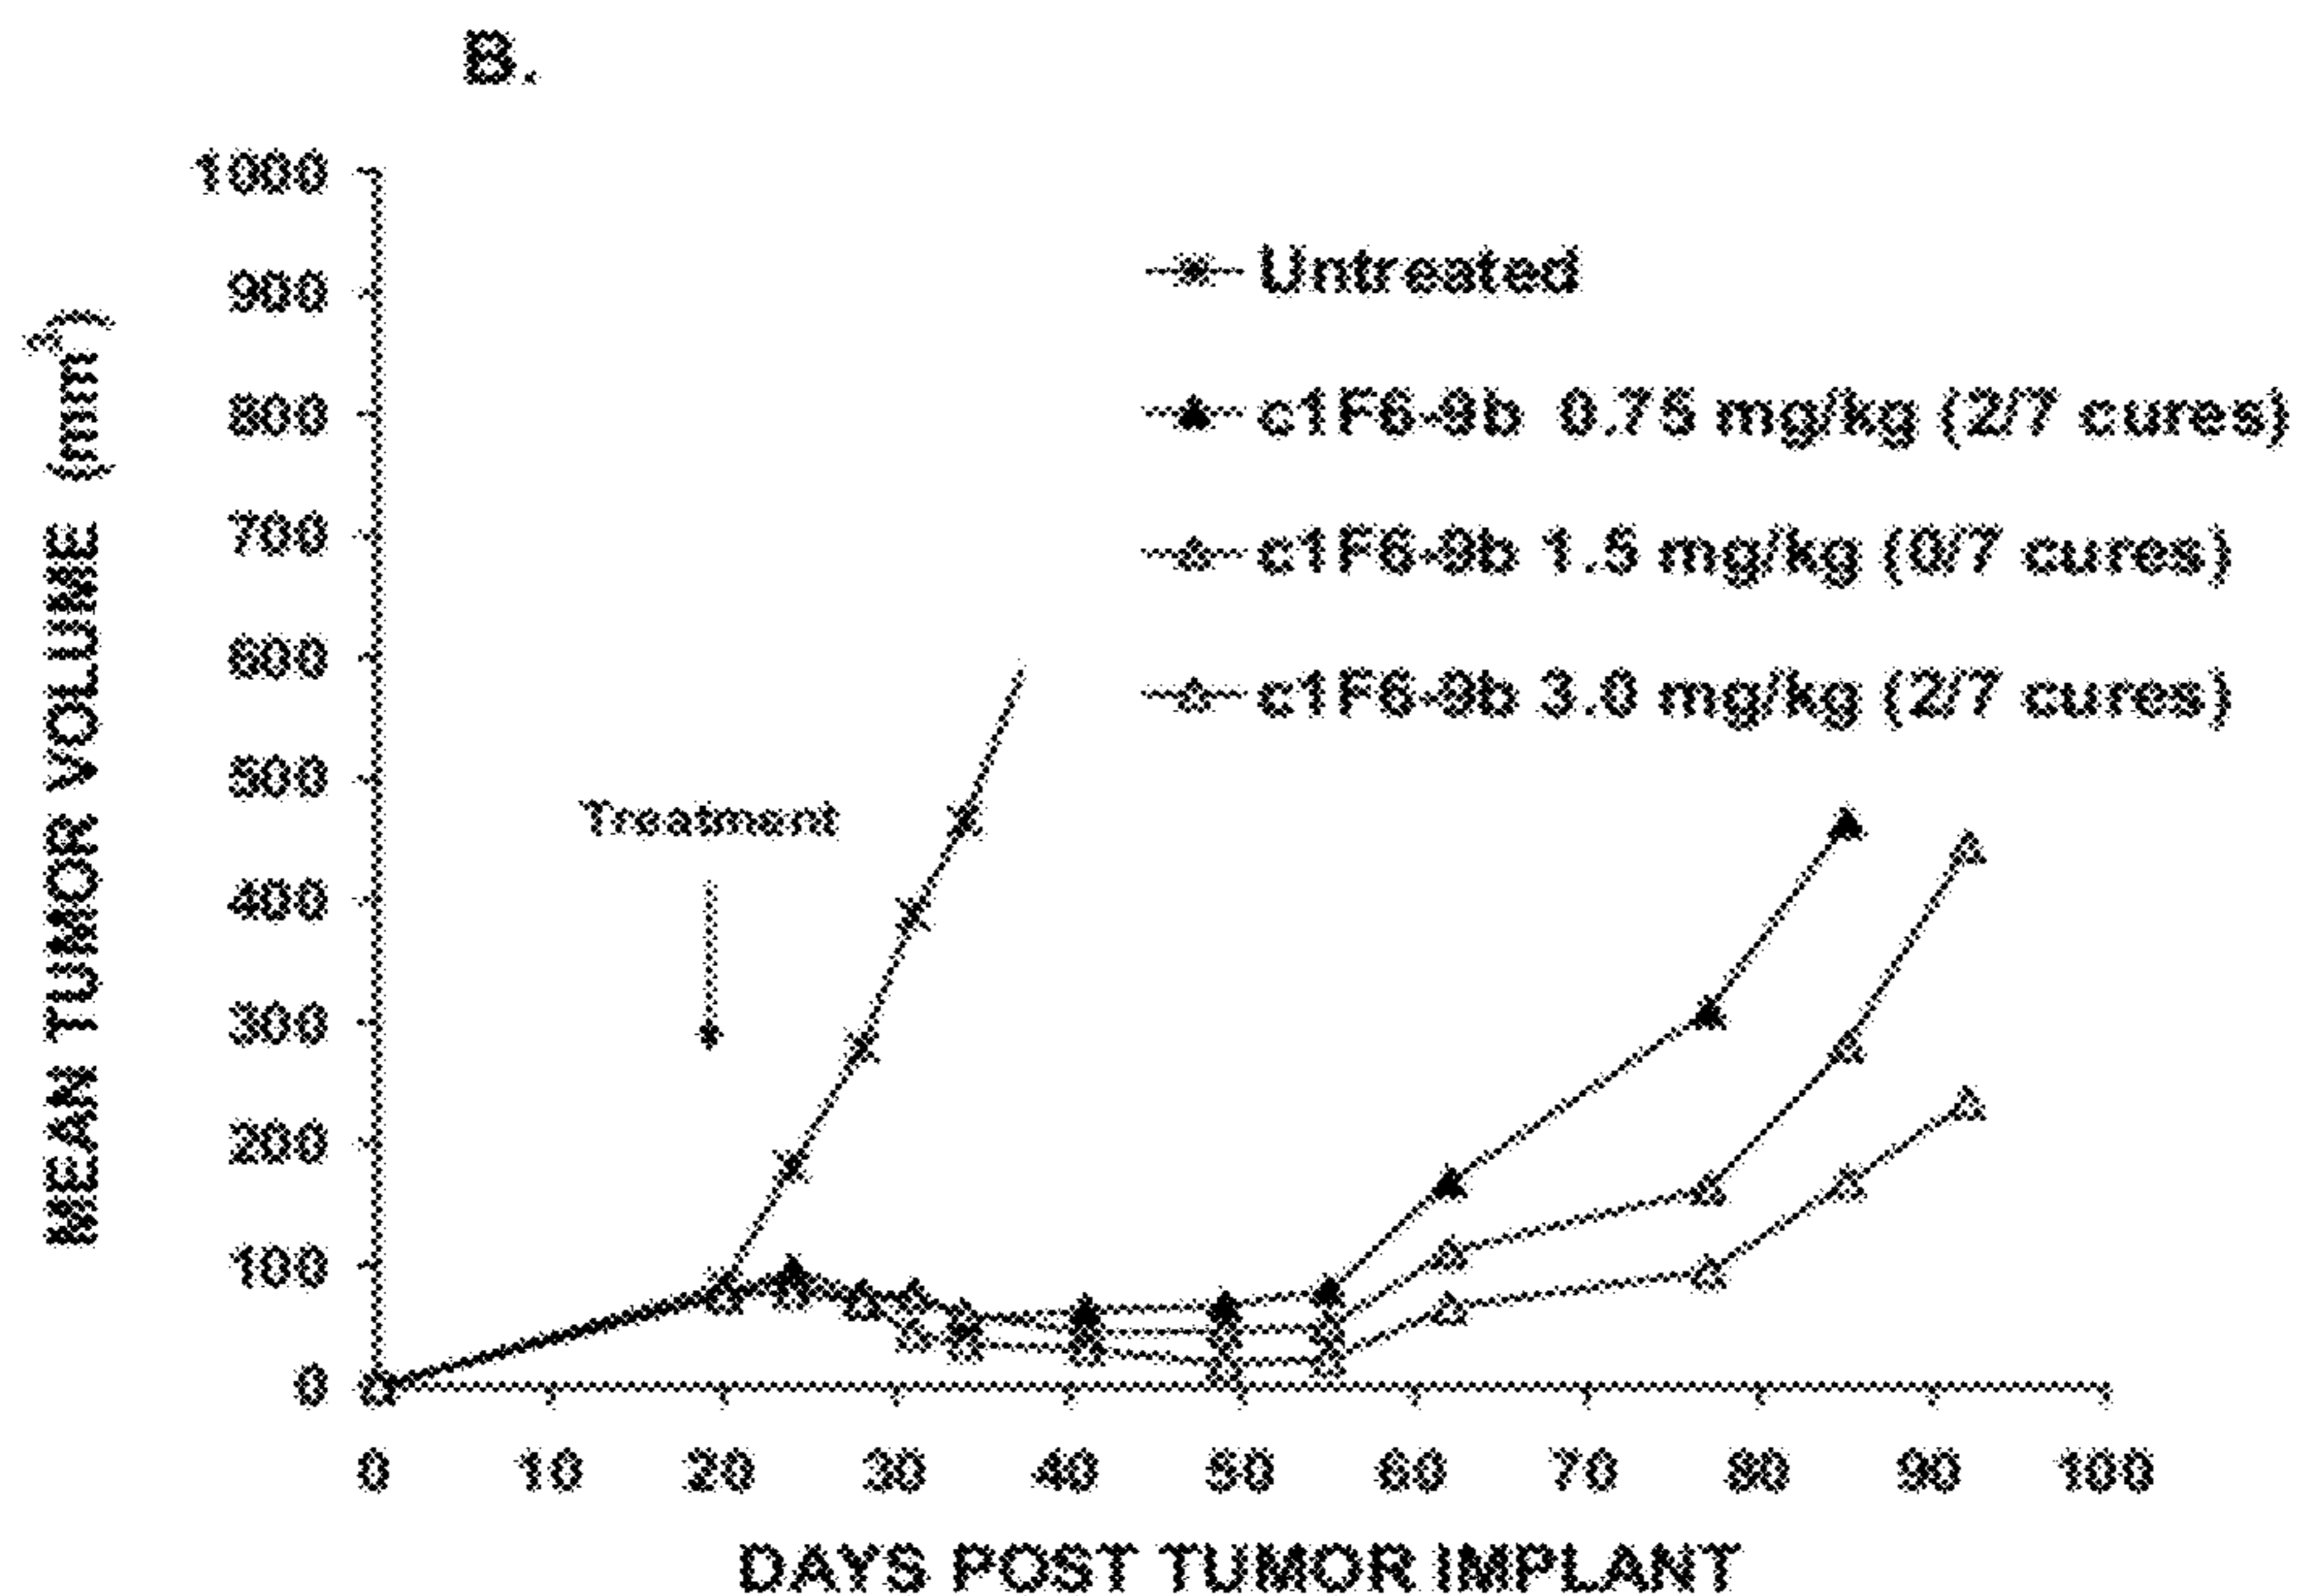 B.
MEAN TUMOR VOLUME (mm³)
1000
900
800
700
600
500
400
300
200
100
0
Untreated
c1F6-9b 0.75 mg/kg (2/7 cures)
c1F6-9b 1.5 mg/kg (0/7 cures)
c1F6-9b 3.0 mg/kg (2/7 cures)
Treatment
0 10 20 30 40 50 60 70 80 90 100
DAYS POST TUMOR IMPLANT